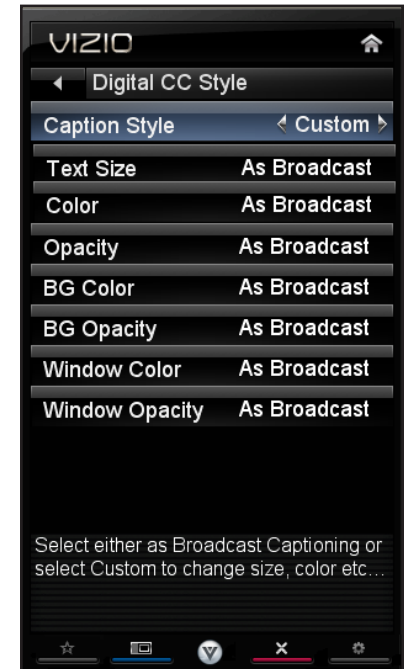 VIZIO
Digital CC Style
Caption Style Custom
Text Size As Broadcast
Color As Broadcast
Opacity As Broadcast
BG Color As Broadcast
BG Opacity As Broadcast
Window Color As Broadcast
Window Opacity As Broadcast
Select either as Broadcast Captioning or
select Custom to change size, color etc...
V